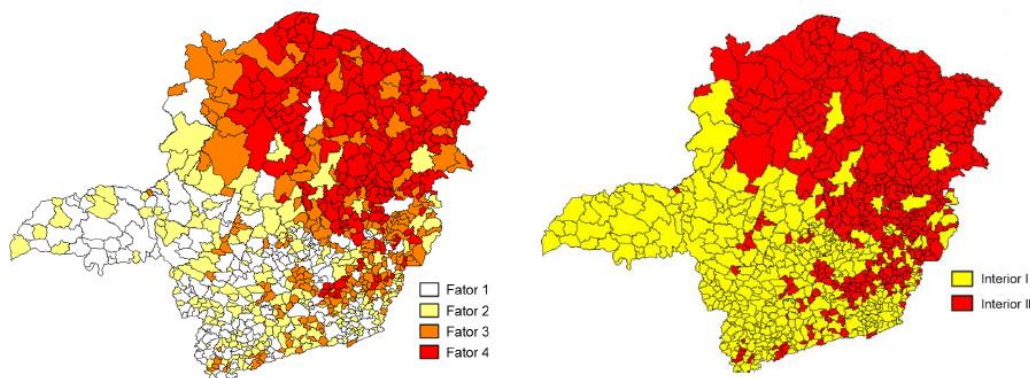 Fator 1
Fator 2
Fator 3
Fator 4
Interior I
Interior II